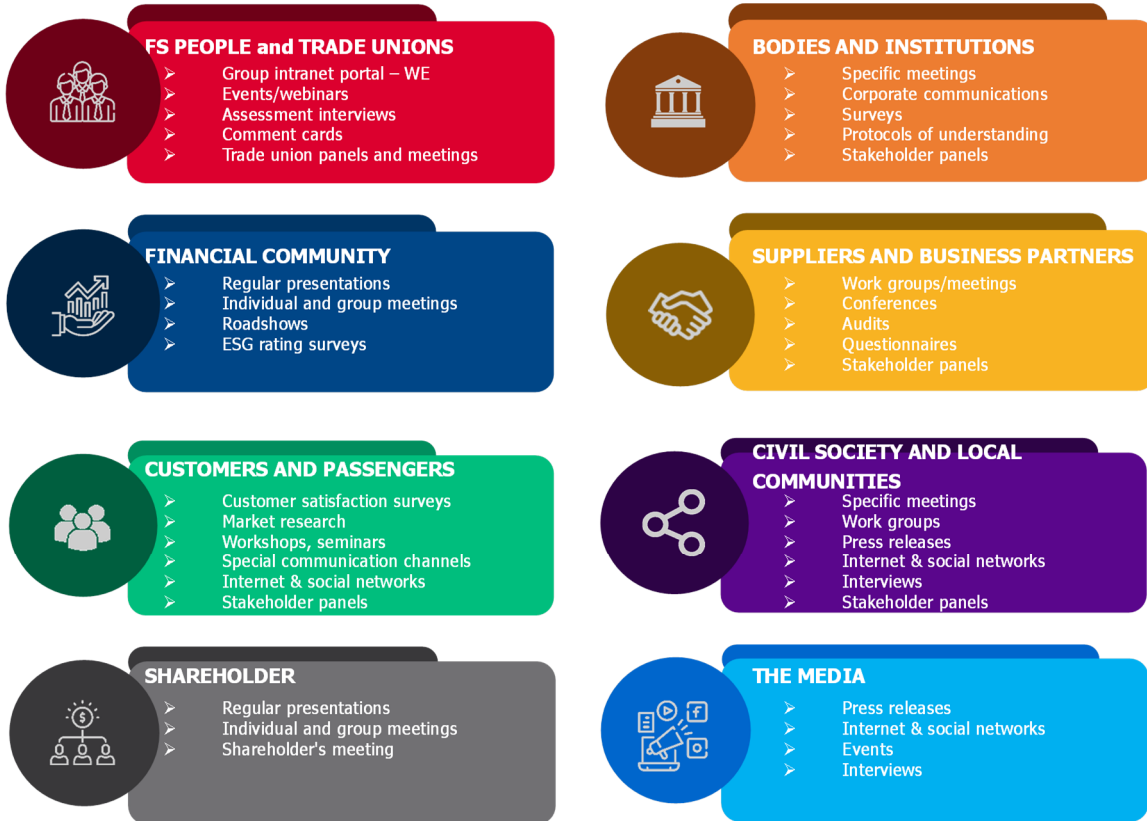 FS PEOPLE and TRADE UNIONS
➢ Group intranet portal – WE
➢ Events/webinars
➢ Assessment interviews
➢ Comment cards
➢ Trade union panels and meetings
BODIES AND INSTITUTIONS
➢ Specific meetings
➢ Corporate communications
➢ Surveys
➢ Protocols of understanding
➢ Stakeholder panels
FINANCIAL COMMUNITY
➢ Regular presentations
➢ Individual and group meetings
➢ Roadshows
➢ ESG rating surveys
SUPPLIERS AND BUSINESS PARTNERS
➢ Work groups/meetings
➢ Conferences
➢ Audits
➢ Questionnaires
➢ Stakeholder panels
CUSTOMERS AND PASSENGERS
➢ Customer satisfaction surveys
➢ Market research
➢ Workshops, seminars
➢ Special communication channels
➢ Internet & social networks
➢ Stakeholder panels
CIVIL SOCIETY AND LOCAL
COMMUNITIES
➢ Specific meetings
➢ Work groups
➢ Press releases
➢ Internet & social networks
➢ Interviews
➢ Stakeholder panels
SHAREHOLDER
➢ Regular presentations
➢ Individual and group meetings
➢ Shareholder's meeting
THE MEDIA
➢ Press releases
➢ Internet & social networks
➢ Events
➢ Interviews